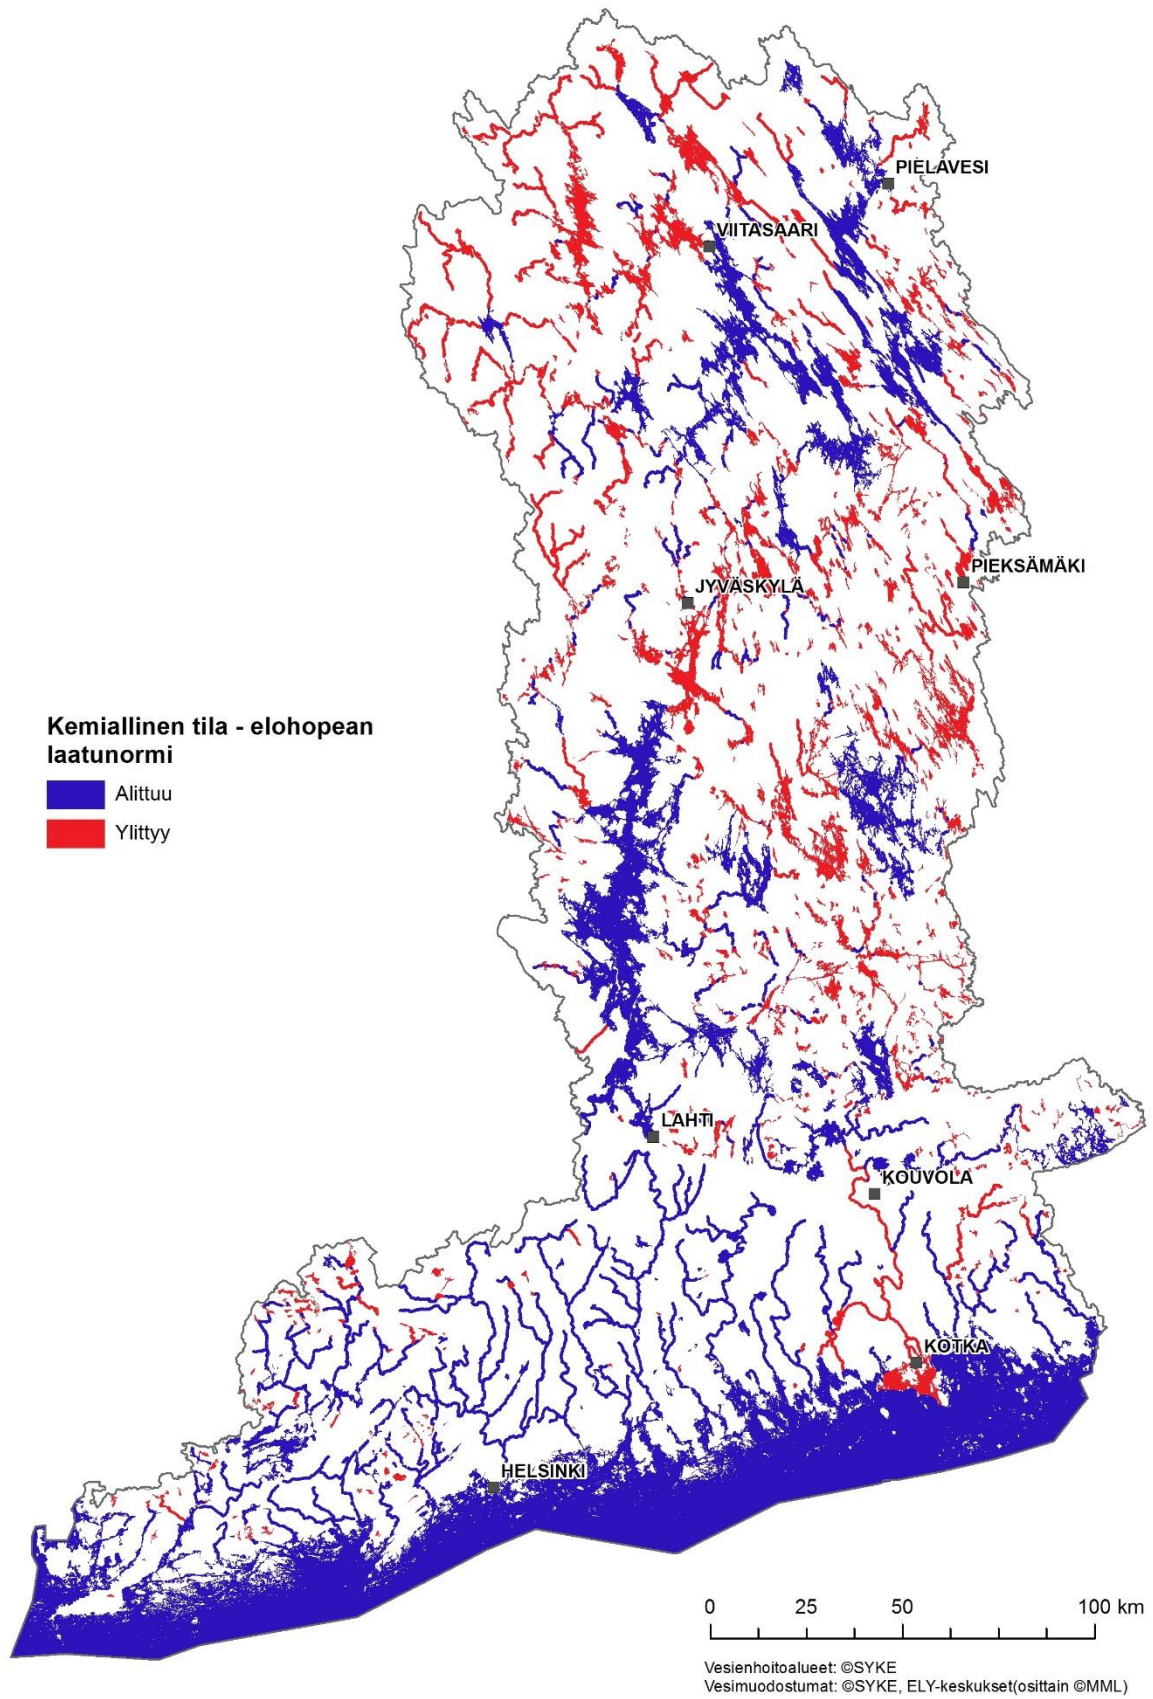 PIELAVESI
VIITASAARI
PIEKSÄMÄKI
JYVÄSKYLÄ
Kemiallinen tila - elohopean
laatunormi
Alittuu
Ylittyy
LAHTI
KOUVOLA
KOTKA
HELSINKI
0 25 50 100 km
Vesienhoitoalueet: ©SYKE
Vesimuodostumat: ©SYKE, ELY-keskukset(osittain ©MML)